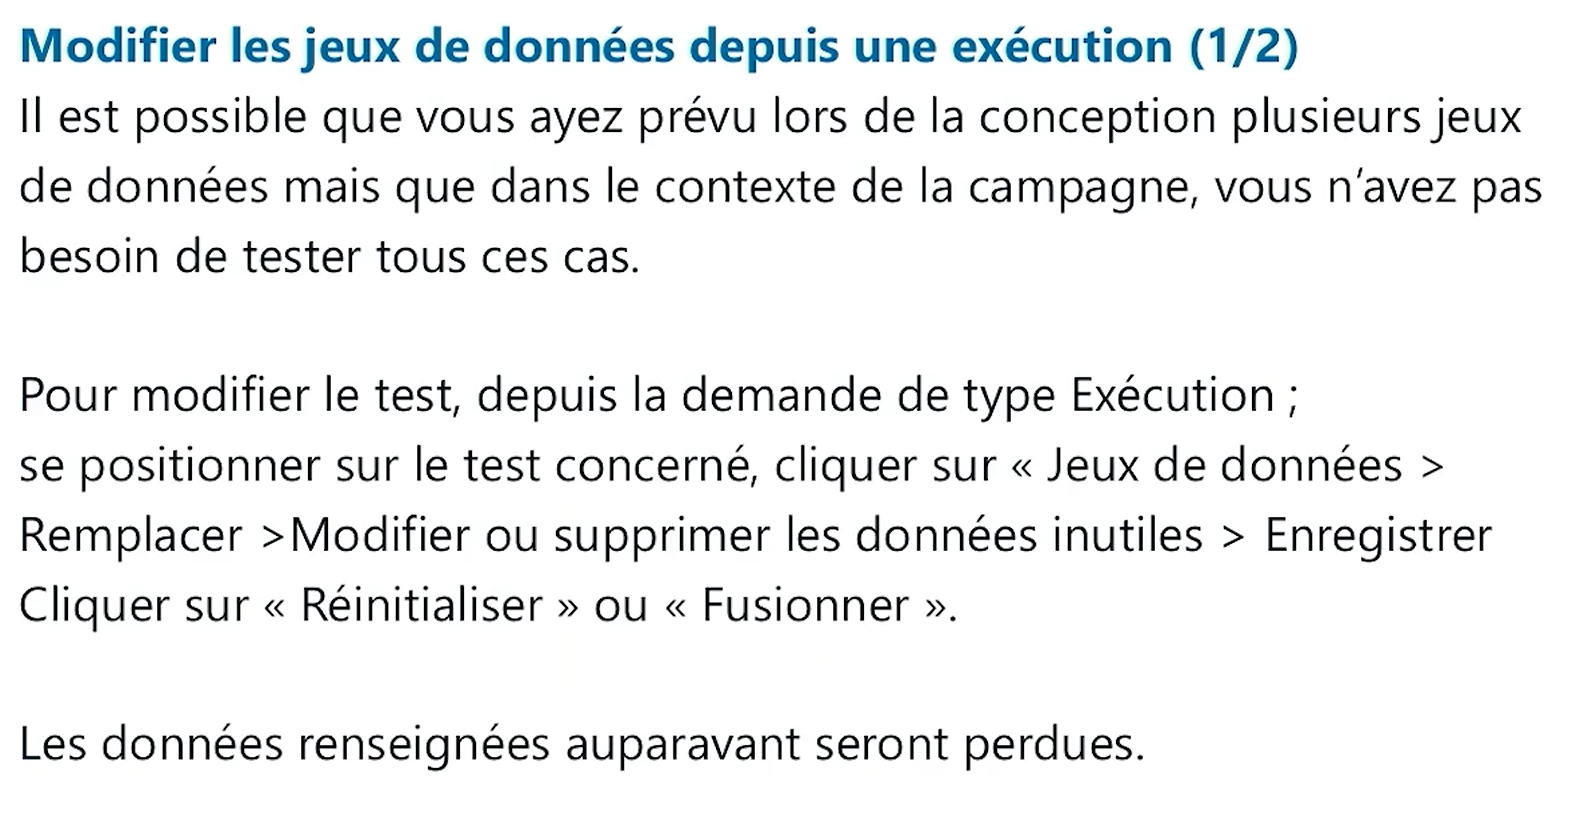 Modifier les jeux de données depuis une exécution (1/2)
Il est possible que vous ayez prévu lors de la conception plusieurs jeux
de données mais que dans le contexte de la campagne, vous n’avez pas
besoin de tester tous ces cas.
Pour modifier le test, depuis la demande de type Exécution ;
se positionner sur le test concerné, cliquer sur « Jeux de données >
Remplacer >Modifier ou supprimer les données inutiles > Enregistrer
Cliquer sur « Réinitialiser » ou « Fusionner ».
Les données renseignées auparavant seront perdues.